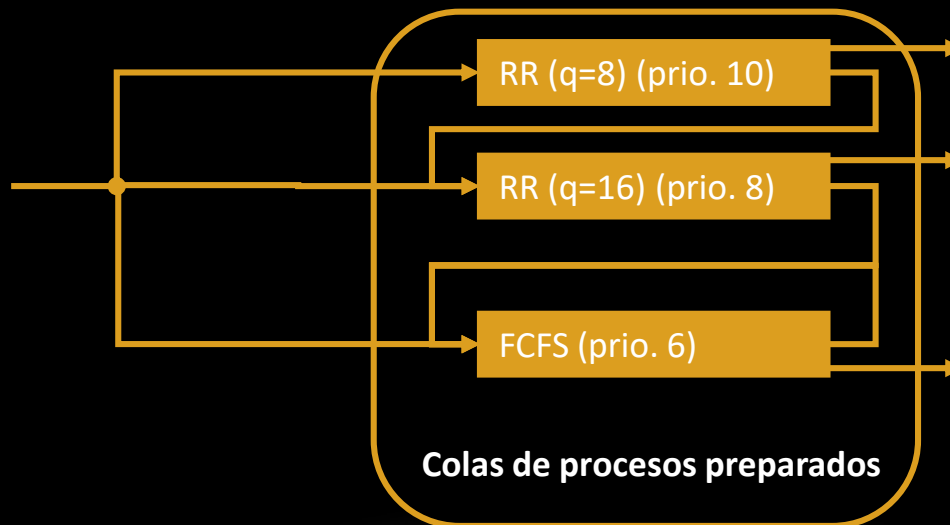 RR (q=8) (prio. 10)
RR (q=16) (prio. 8)
FCFS (prio. 6)
Colas de procesos preparados